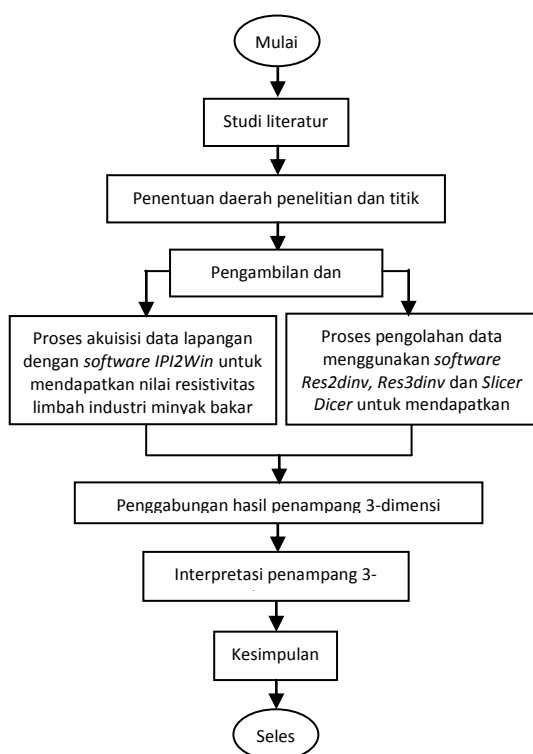 Mulai
Studi literatur
Penentuan daerah penelitian dan titik
Pengambilan dan
Proses akuisisi data lapangan
dengan software IPI2Win untuk
mendapatkan nilai resistivitas
limbah industri minyak bakar
Proses pengolahan data
menggunakan software
Res2dinv, Res3dinv dan Slicer
Dicer untuk mendapatkan
Penggabungan hasil penampang 3-dimensi
Interpretasi penampang 3-
Kesimpulan
Seles